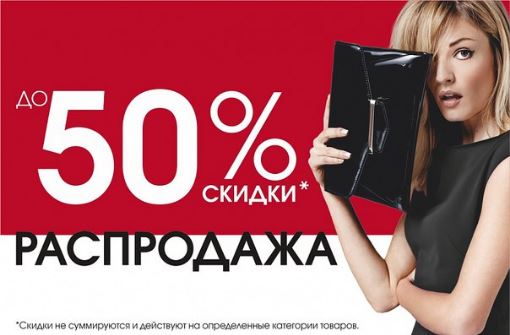 ДО 50%
СКИДКИ*
РАСПРОДАЖА
*Скидки не суммируются и действуют на определенные категории товаров.